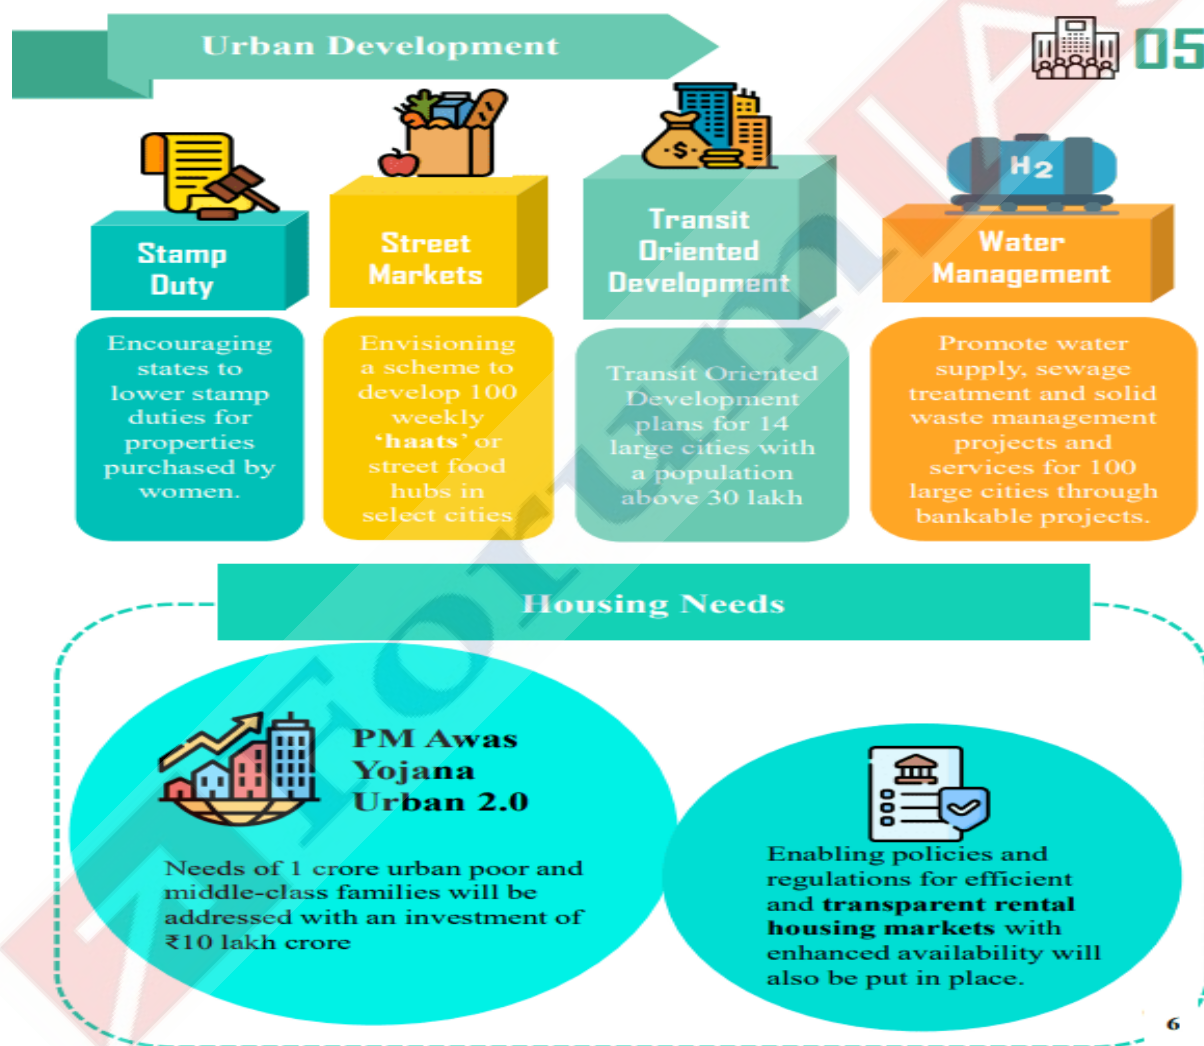 Urban Development
05
Stamp
Duty
Encouraging
states to
lower stamp
duties for
properties
purchased by
women.
Street
Markets
Envisioning
a scheme to
develop 100
weekly
‘haats’ or
street food
hubs in
select cities
-$-
Transit
Oriented
Development
Transit Oriented
Development
plans for 14
large cities with
a population
above 30 lakh
H2
Water
Management
Promote water
supply, sewage
treatment and solid
waste management
projects and
services for 100
large cities through
bankable projects.
Housing Needs
PM Awas
Yojana
Urban 2.0
Needs of 1 crore urban poor and
middle-class families will be
addressed with an investment of
₹10 lakh crore
Enabling policies and
regulations for efficient
and transparent rental
housing markets with
enhanced availability will
also be put in place.
6
ForumIAS